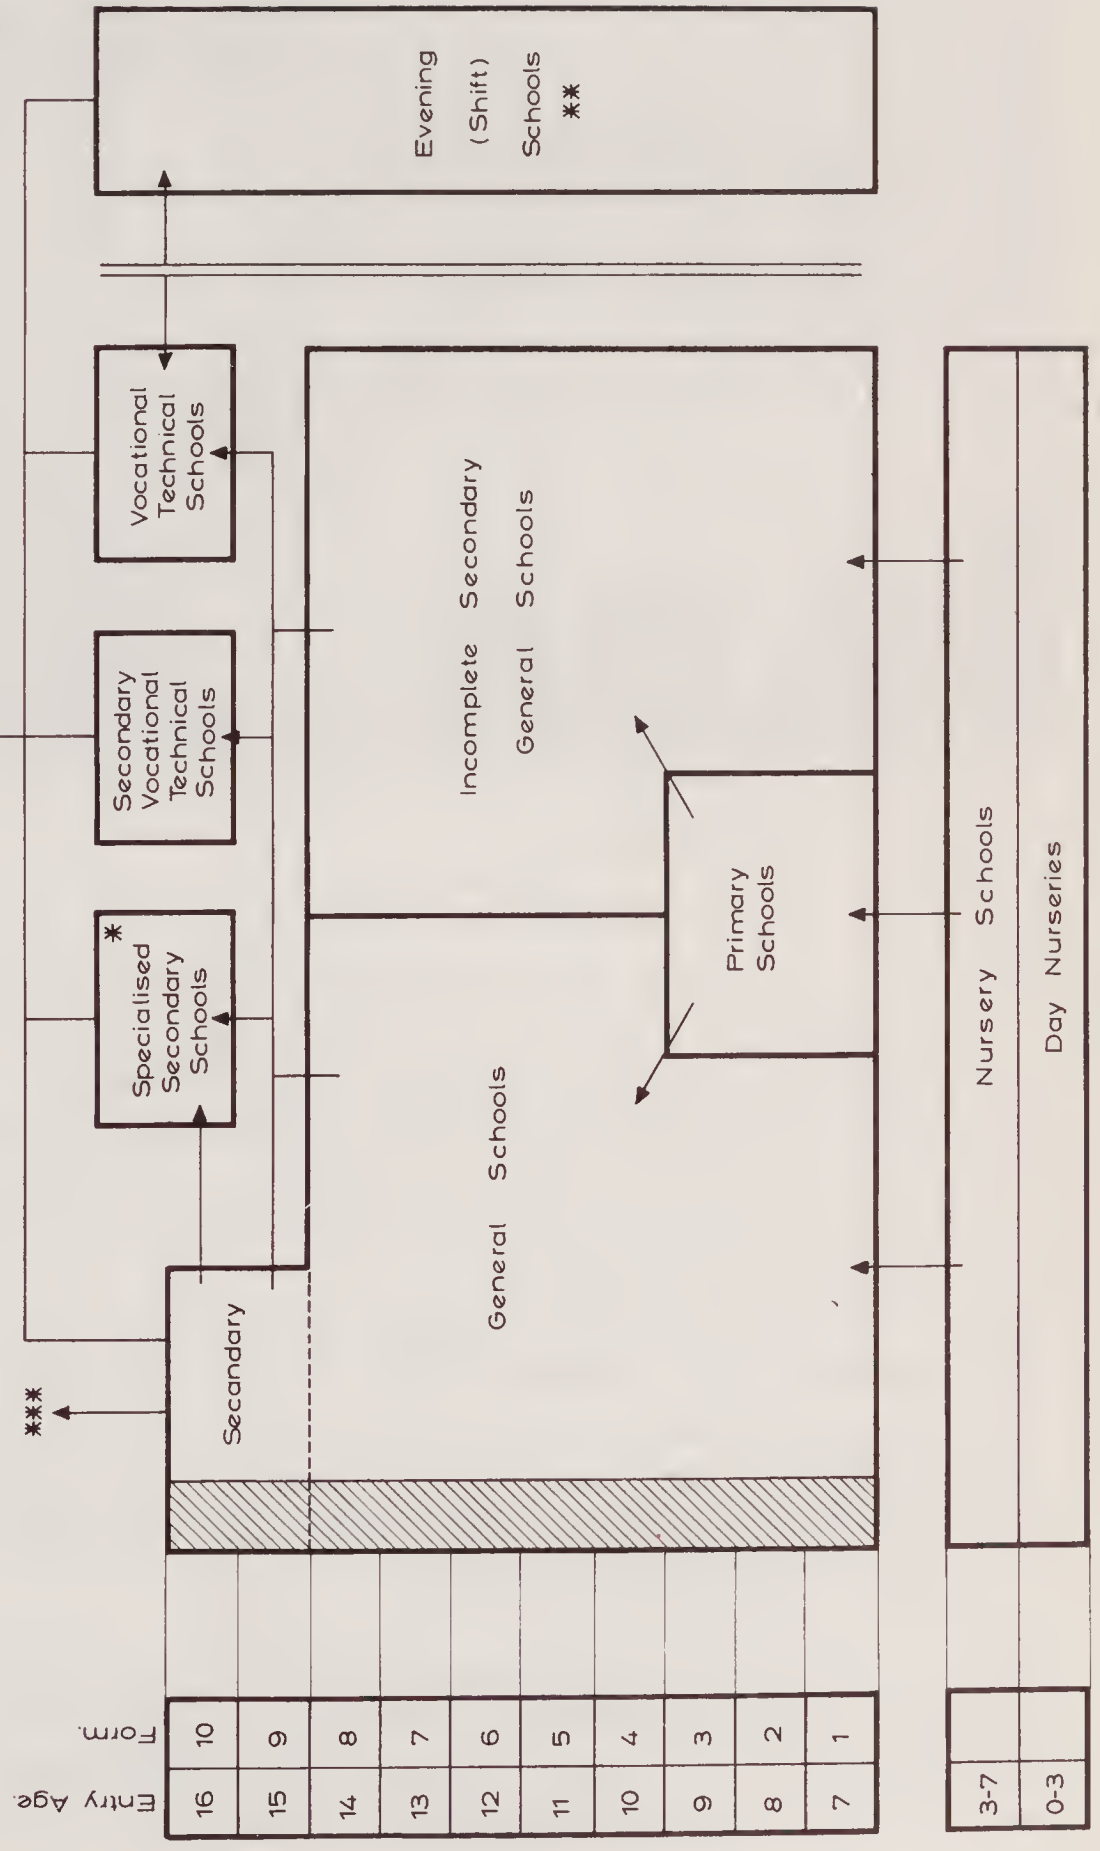 Evening
(Shift)
Schools
**
Vocational
Technical
Schools
Secondary
Vocational
Technical
Schools
*
Specialised
Secondary
Schools
***
Secandary
General Schools
Incomplete Secondary
General Schools
Primary
Schools
Nursery Schools
Day Nurseries
Entry Age. Form.
16 10
15 9
14 8
13 7
12 6
11 5
10 4
9 3
8 2
7 1
3-7
0-3